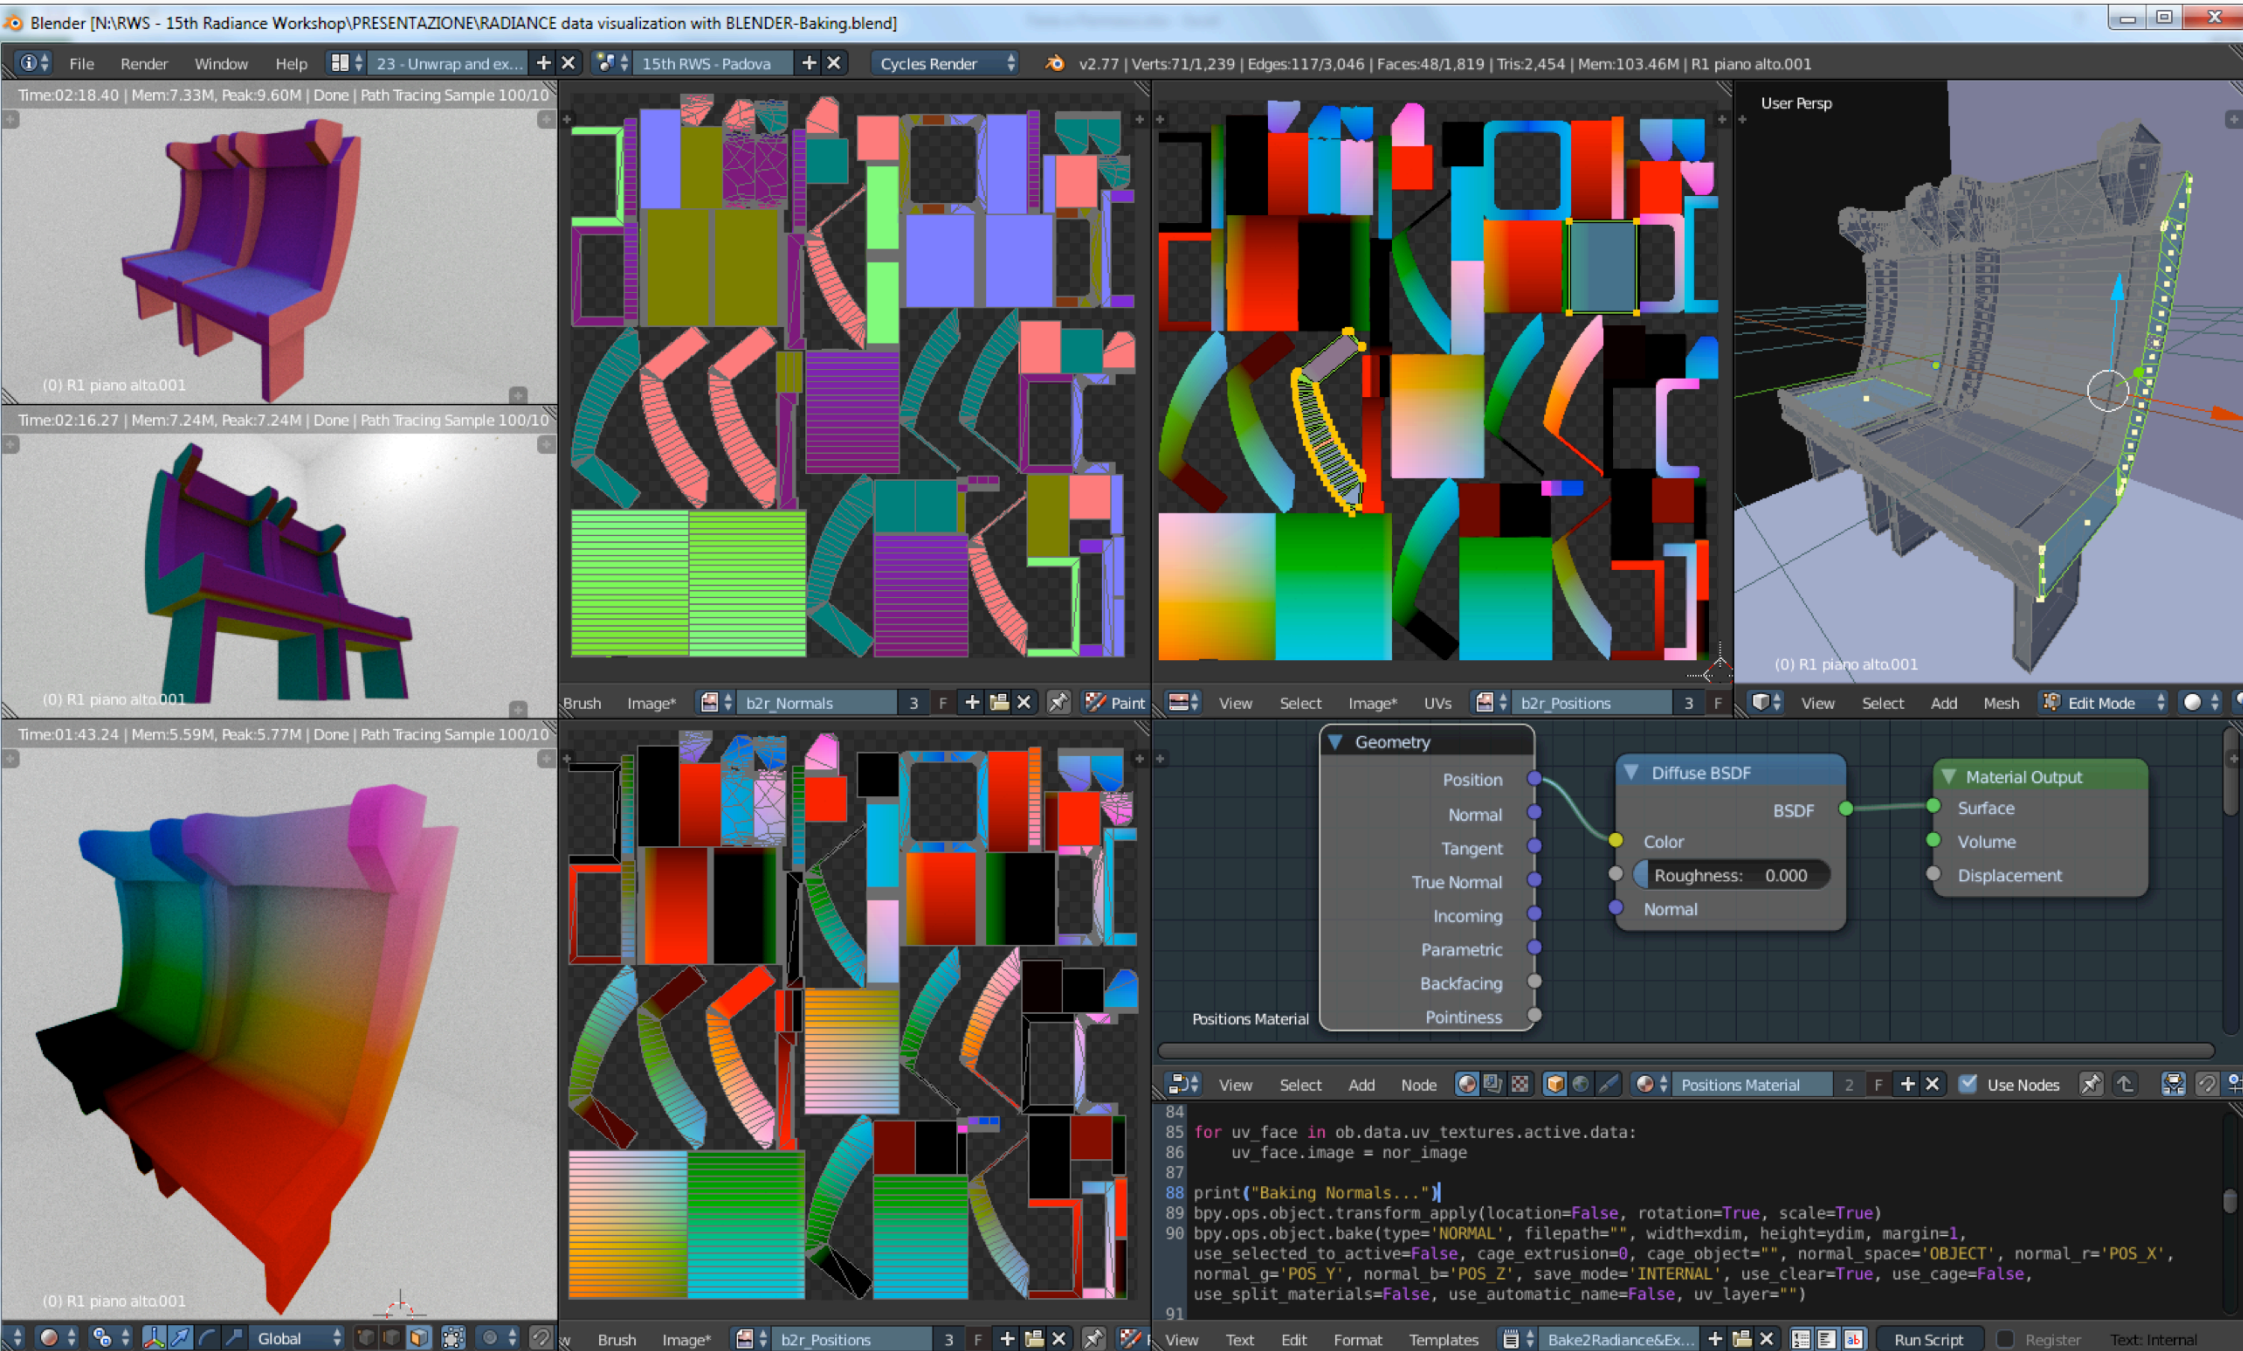 Blender [N:\RWS - 15th Radiance Workshop\PRESENTAZIONE\RADIANCE data visualization with BLENDER-Baking.blend]
File Render Window Help 23 - Unwrap and ex... 15th RWS - Padova Cycles Render v2.77 | Verts:71/1,239 | Edges:117/3,046 | Faces:48/1,819 | Tris:2,454 | Mem:103.46M | R1 piano alto.001
Time:02:18.40 | Mem:7.33M, Peak:9.60M | Done | Path Tracing Sample 100/10
User Persp
(0) R1 piano alto.001
Time:02:16.27 | Mem:7.24M, Peak:7.24M | Done | Path Tracing Sample 100/10
(0) R1 piano alto.001
(0) R1 piano alto.001
Brush Image* b2r_Normals 3 F Paint
View Select Image* UVs b2r_Positions 3 F
View Select Add Mesh Edit Mode
Time:01:43.24 | Mem:5.59M, Peak:5.77M | Done | Path Tracing Sample 100/10
Geometry
Position
Normal
Tangent
True Normal
Incoming
Parametric
Backfacing
Pointiness
Diffuse BSDF
BSDF
Color
Roughness: 0.000
Normal
Material Output
Surface
Volume
Displacement
Positions Material
View Select Add Node Positions Material 2 F Use Nodes
84
85 for uv_face in ob.data.uv_textures.active.data:
86 uv_face.image = nor_image
87
88 print("Baking Normals...")
89 bpy.ops.object.transform_apply(location=False, rotation=True, scale=True)
90 bpy.ops.object.bake(type='NORMAL', filepath="", width=xdim, height=ydim, margin=1,
use_selected_to_active=False, cage_extrusion=0, cage_object="", normal_space='OBJECT', normal_r='POS_X',
normal_g='POS_Y', normal_b='POS_Z', save_mode='INTERNAL', use_clear=True, use_cage=False,
use_split_materials=False, use_automatic_name=False, uv_layer="")
91
(0) R1 piano alto.001
Global
Brush Image* b2r_Positions 3 F
View Text Edit Format Templates Bake2Radiance&Ex... Run Script Register Text: Internal